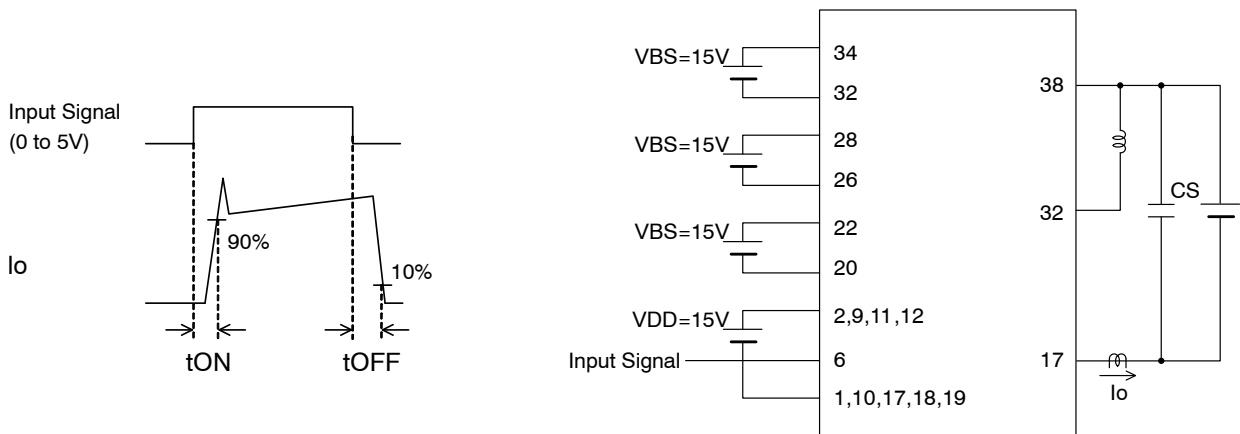 Input Signal
(0 to 5V)
Io
90%
10%
tON
tOFF
VBS=15V
34
32
VBS=15V
28
26
VBS=15V
22
20
VDD=15V
2,9,11,12
Input Signal
6
1,10,17,18,19
38
32
17
CS
Io